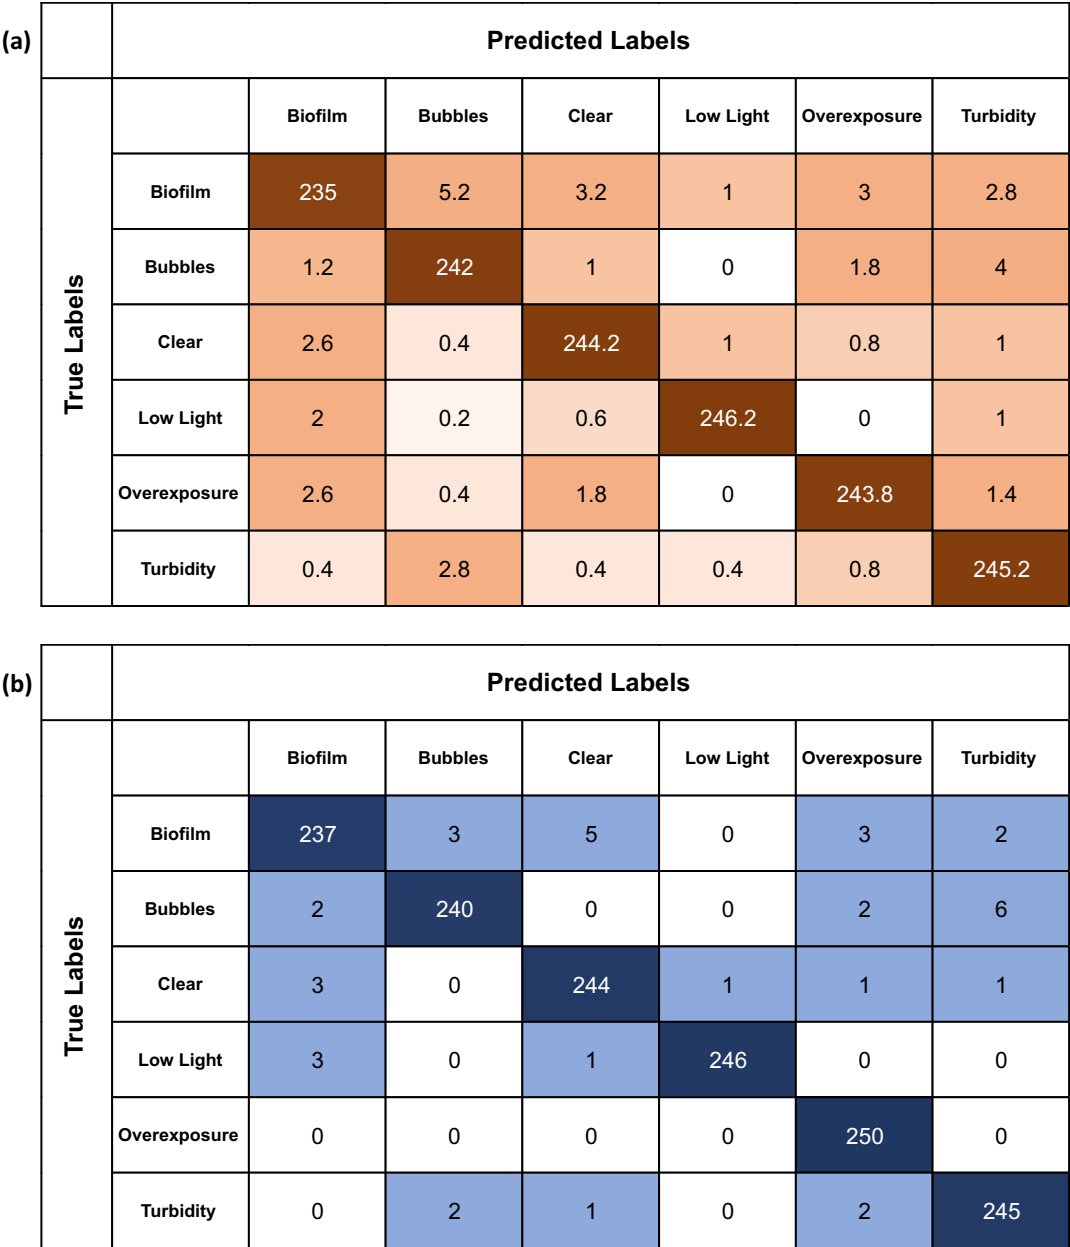 (a)
Predicted Labels
True Labels
Biofilm Bubbles Clear Low Light Overexposure Turbidity
Biofilm 235 5.2 3.2 1 3 2.8
Bubbles 1.2 242 1 0 1.8 4
Clear 2.6 0.4 244.2 1 0.8 1
Low Light 2 0.2 0.6 246.2 0 1
Overexposure 2.6 0.4 1.8 0 243.8 1.4
Turbidity 0.4 2.8 0.4 0.4 0.8 245.2
(b)
Predicted Labels
True Labels
Biofilm Bubbles Clear Low Light Overexposure Turbidity
Biofilm 237 3 5 0 3 2
Bubbles 2 240 0 0 2 6
Clear 3 0 244 1 1 1
Low Light 3 0 1 246 0 0
Overexposure 0 0 0 0 250 0
Turbidity 0 2 1 0 2 245